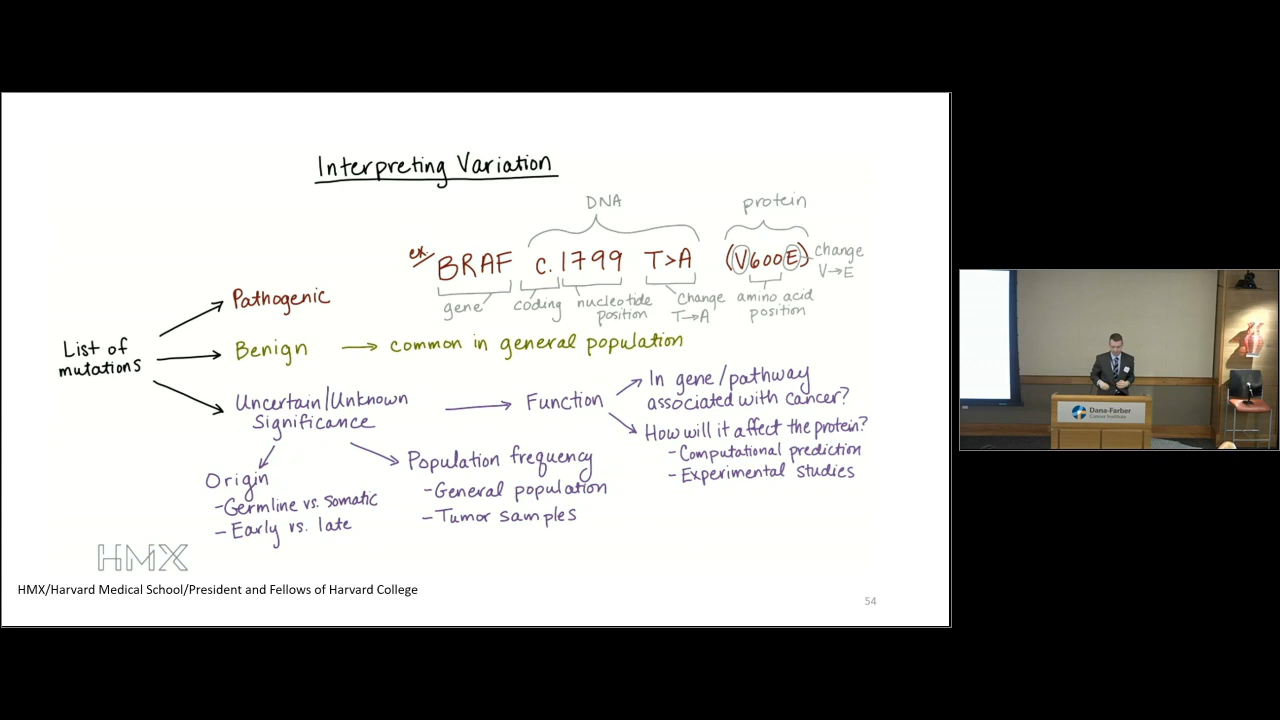 Interpreting Variation
DNA
protein
ex/ BRAF c.1799 T>A (V600E)
gene
coding
nucleotide position
change T→A
amino acid position
change V→E
List of mutations
Pathogenic
Benign → common in general population
Uncertain/Unknown
Significance
Function
In gene/pathway
associated with cancer?
How will it affect the protein?
- Computational prediction
- Experimental studies
Origin
- Germline vs. somatic
- Early vs. late
Population frequency
- General population
- Tumor samples
HMX
HMX/Harvard Medical School/President and Fellows of Harvard College
54
Dana-Farber
Cancer Institute